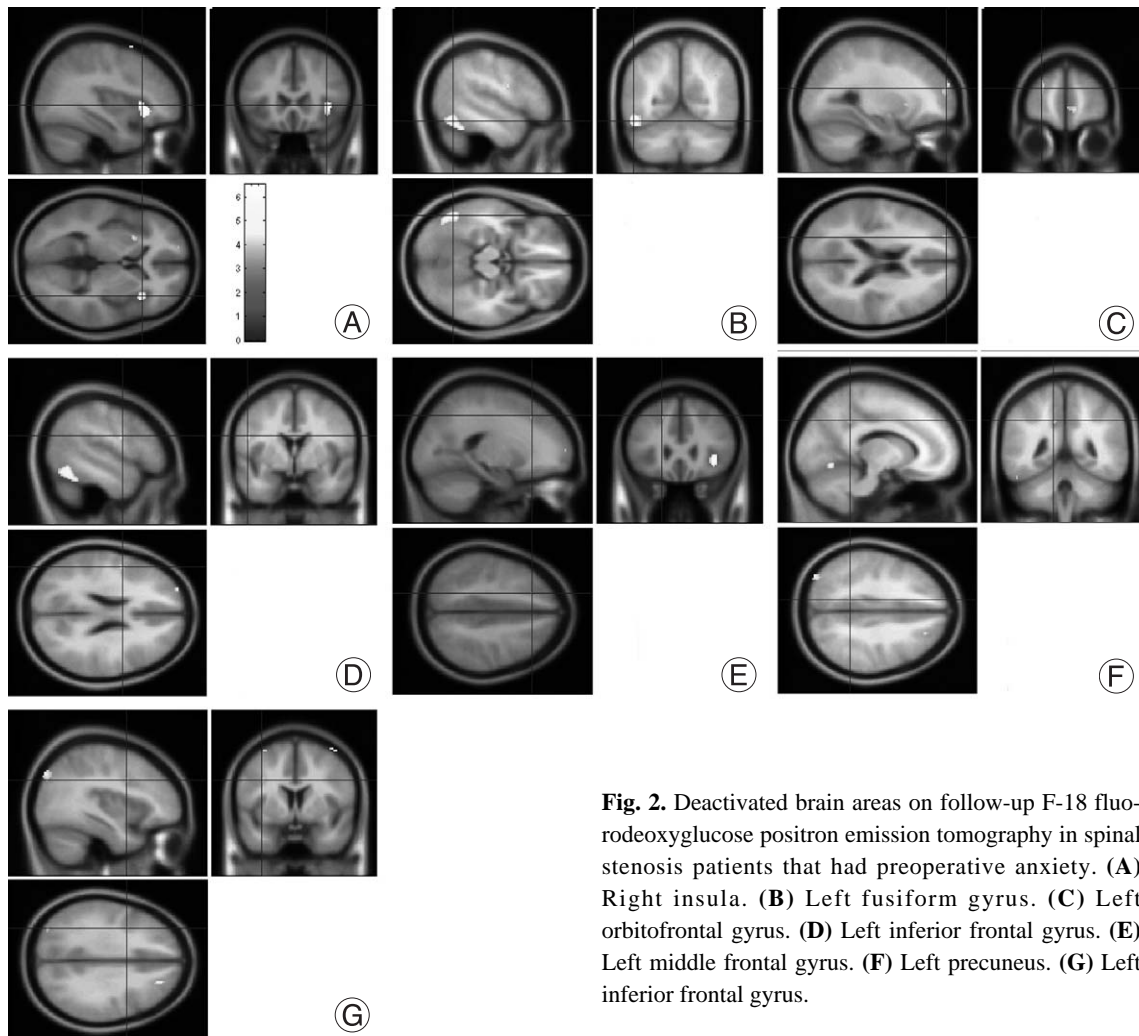 6
5
4
3
2
1
0
A
B
C
D
E
F
G
Fig. 2. Deactivated brain areas on follow-up F-18 fluo-
rodeoxyglucose positron emission tomography in spinal
stenosis patients that had preoperative anxiety. (A)
Right insula. (B) Left fusiform gyrus. (C) Left
orbitofrontal gyrus. (D) Left inferior frontal gyrus. (E)
Left middle frontal gyrus. (F) Left precuneus. (G) Left
inferior frontal gyrus.